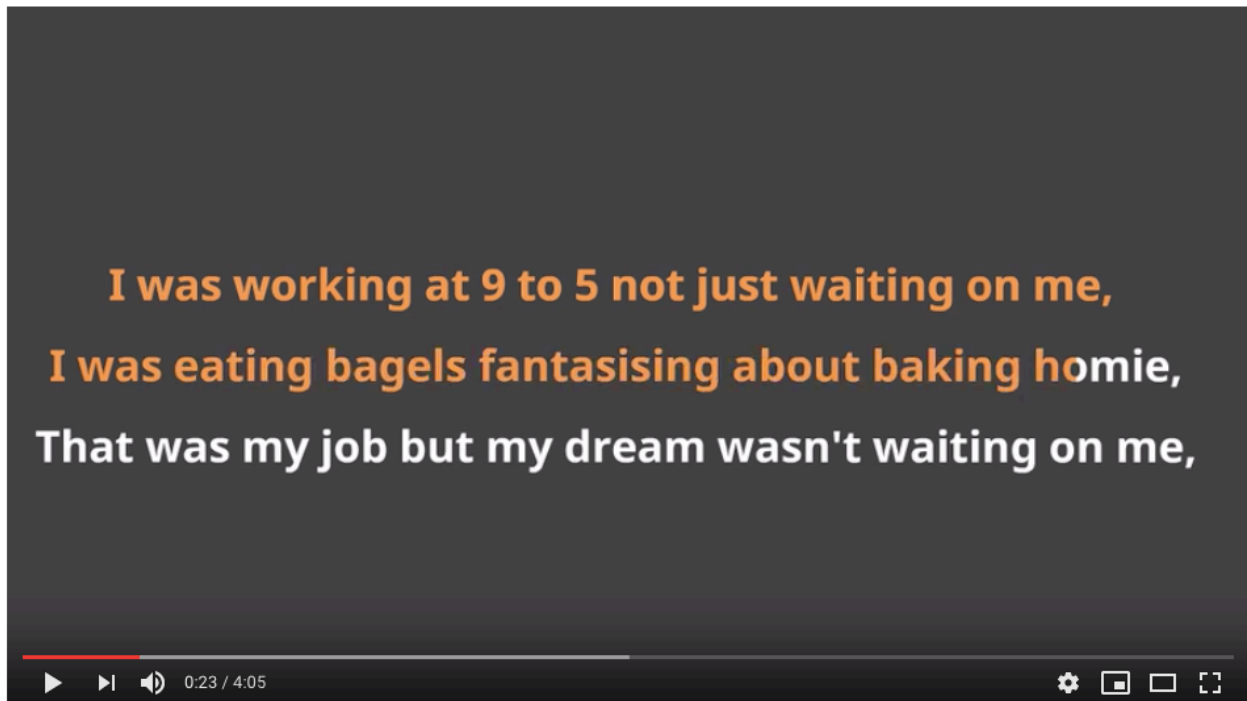 I was working at 9 to 5 not just waiting on me,
I was eating bagels fantasising about baking homie,
That was my job but my dream wasn't waiting on me,
0:23 / 4:05